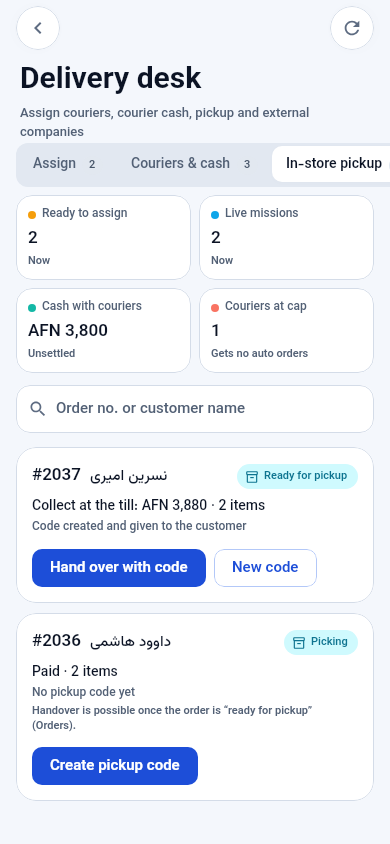 Delivery desk
Assign couriers, courier cash, pickup and external
companies
Assign 2 Couriers & cash 3 In-store pickup
Ready to assign
2
Now
Live missions
2
Now
Cash with couriers
AFN 3,800
Unsettled
Couriers at cap
1
Gets no auto orders
Order no. or customer name
#2037 نسرین امیری Ready for pickup
Collect at the till: AFN 3,880 · 2 items
Code created and given to the customer
Hand over with code New code
#2036 داوود هاشمی Picking
Paid · 2 items
No pickup code yet
Handover is possible once the order is “ready for pickup”
(Orders).
Create pickup code